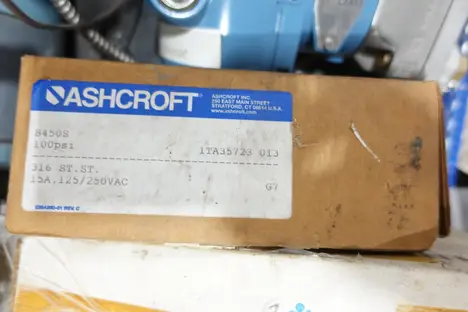 ASHCROFT
ASHCROFT INC.
250 EAST MAIN STREET
STRATFORD, CT 06614 U.S.A.
www.ashcroft.com
B450S
100psi
1TA35723 013
316 ST.ST.
15A,125/250VAC
G7